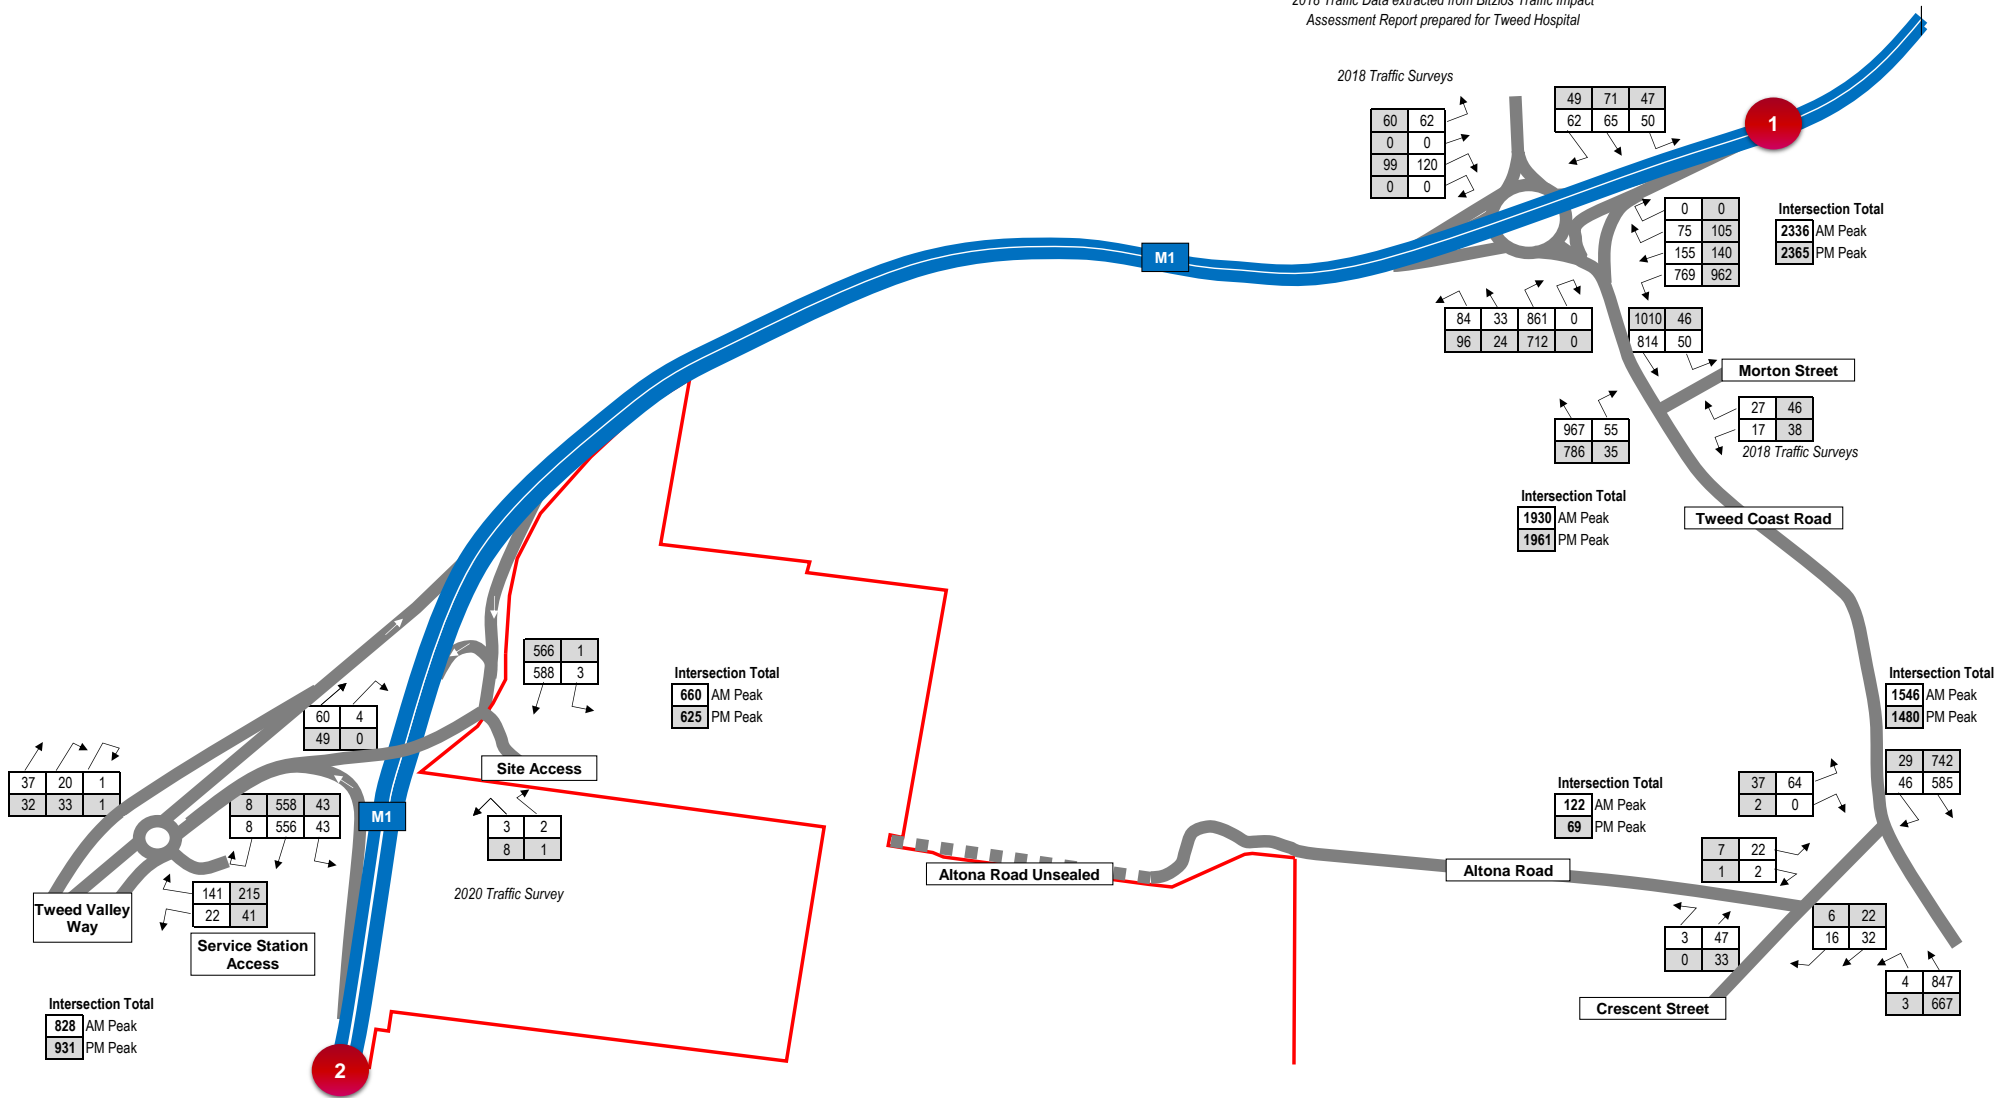 2018 Traffic Data extracted from Bitzios Traffic Impact
Assessment Report prepared for Tweed Hospital
2018 Traffic Surveys
60 62
0 0
99 120
0 0
49 71 47
62 65 50
1
0 0
75 105
155 140
769 962
Intersection Total
2336 AM Peak
2365 PM Peak
M1
84 33 861 0
96 24 712 0
1010 46
814 50
Morton Street
27 46
17 38
2018 Traffic Surveys
967 55
786 35
Intersection Total
1930 AM Peak
1961 PM Peak
Tweed Coast Road
566 1
588 3
Intersection Total
660 AM Peak
625 PM Peak
60 4
49 0
Site Access
37 20 1
32 33 1
8 558 43
8 556 43
M1
3 2
8 1
2020 Traffic Survey
141 215
22 41
Tweed Valley
Way
Service Station
Access
Intersection Total
828 AM Peak
931 PM Peak
2
Intersection Total
1546 AM Peak
1480 PM Peak
29 742
46 585
37 64
2 0
Intersection Total
122 AM Peak
69 PM Peak
7 22
1 2
Altona Road Unsealed
Altona Road
6 22
16 32
3 47
0 33
4 847
3 667
Crescent Street